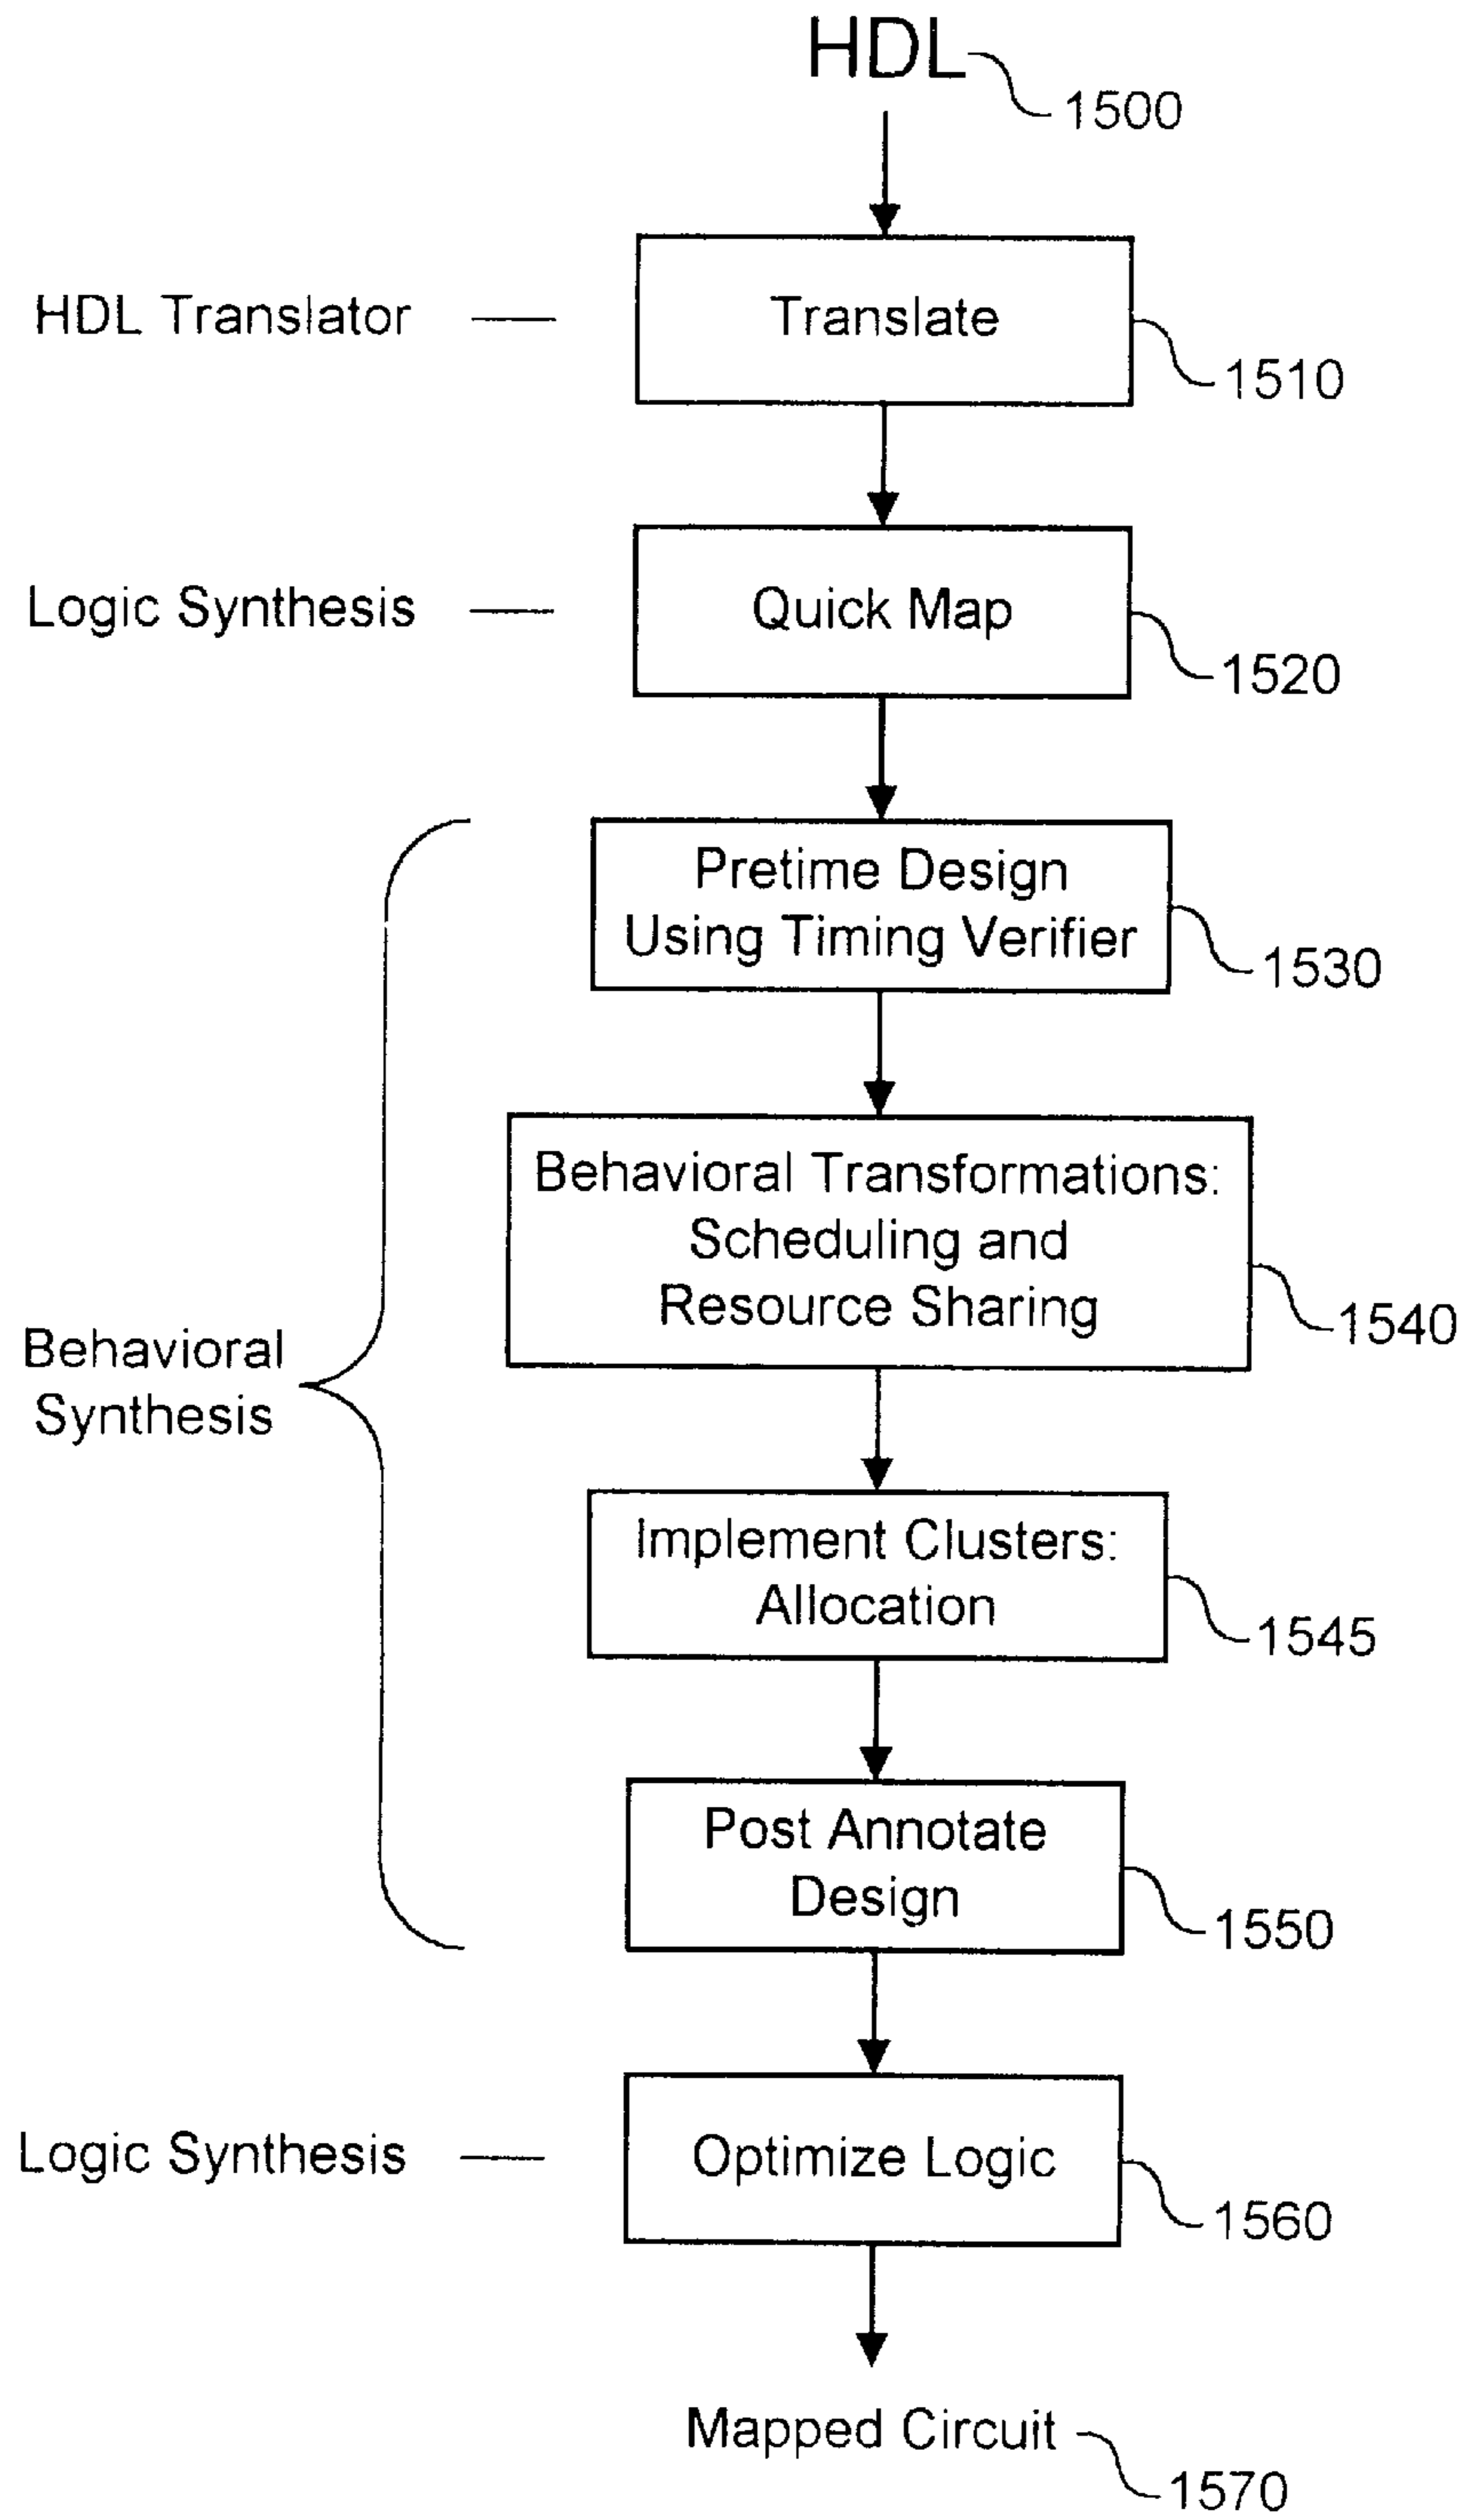 HDL
1500
HDL Translator
Translate
1510
Logic Synthesis
Quick Map
1520
Pretime Design
Using Timing Verifier
1530
Behavioral Transformations:
Scheduling and
Resource Sharing
1540
Behavioral
Synthesis
Implement Clusters:
Allocation
1545
Post Annotate
Design
1550
Logic Synthesis
Optimize Logic
1560
Mapped Circuit
1570